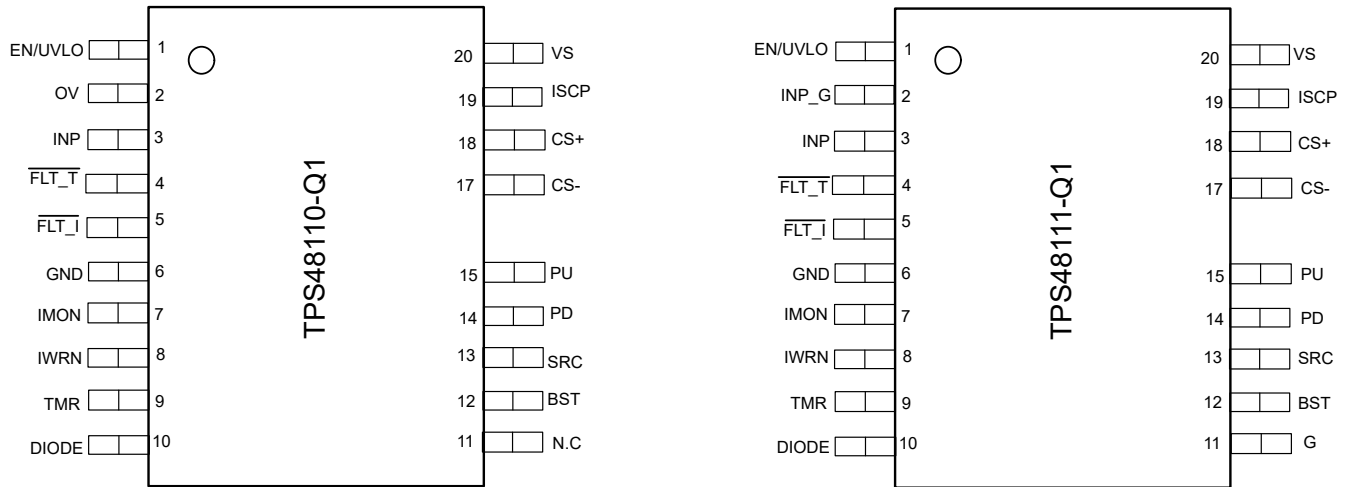 EN/UVLO 1
OV 2
INP 3
FLT_T 4
FLT_I 5
GND 6
IMON 7
IWRN 8
TMR 9
DIODE 10
TPS48110-Q1
20 VS
19 ISCP
18 CS+
17 CS-
15 PU
14 PD
13 SRC
12 BST
11 N.C
EN/UVLO 1
INP_G 2
INP 3
FLT_T 4
FLT_I 5
GND 6
IMON 7
IWRN 8
TMR 9
DIODE 10
TPS48111-Q1
20 VS
19 ISCP
18 CS+
17 CS-
15 PU
14 PD
13 SRC
12 BST
11 G